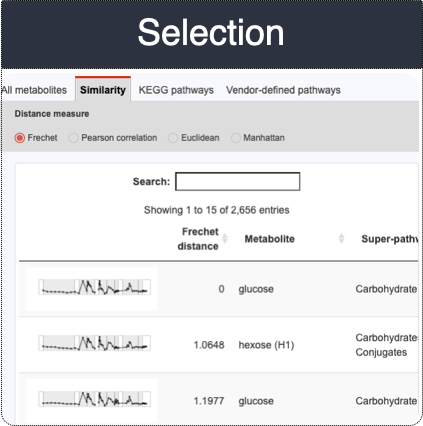 Selection
All metabolites Similarity KEGG pathways Vendor-defined pathways
Distance measure
Frechet Pearson correlation Euclidean Manhattan
Search:
Showing 1 to 15 of 2,656 entries
Frechet distance Metabolite Super-pathw
0 glucose Carbohydrate
1.0648 hexose (H1) Carbohydrates Conjugates
1.1977 glucose Carbohydrate